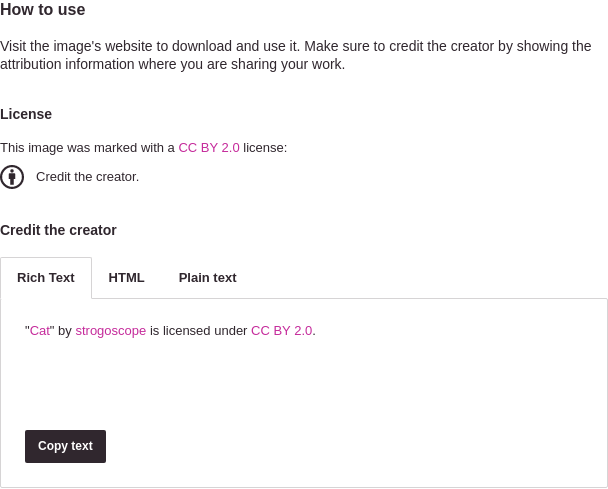 How to use
Visit the image's website to download and use it. Make sure to credit the creator by showing the
attribution information where you are sharing your work.
License
This image was marked with a CC BY 2.0 license:
Credit the creator.
Credit the creator
Rich Text HTML Plain text
"Cat" by strogoscope is licensed under CC BY 2.0.
Copy text